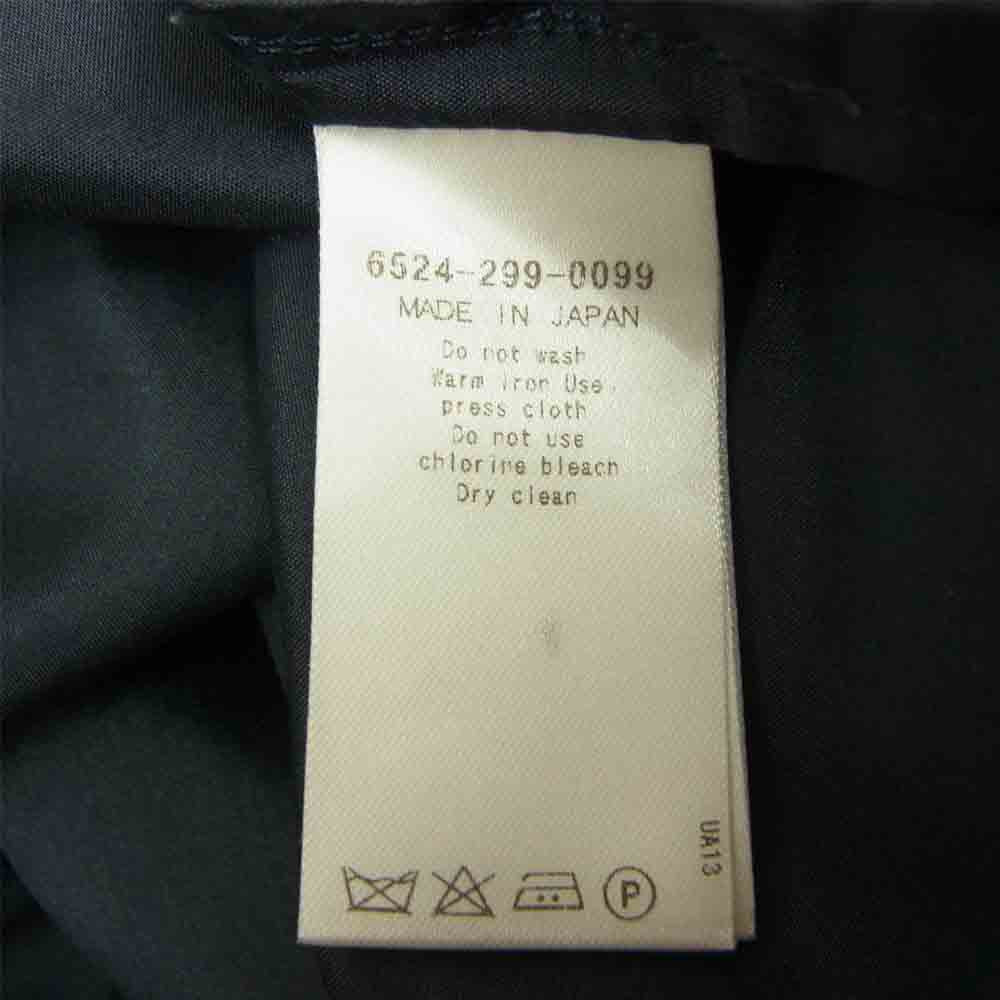 6524-299-0099
MADE IN JAPAN
Do not wash
Warm iron Use
press cloth
Do not use
chlorine bleach
Dry clean
UA13
P